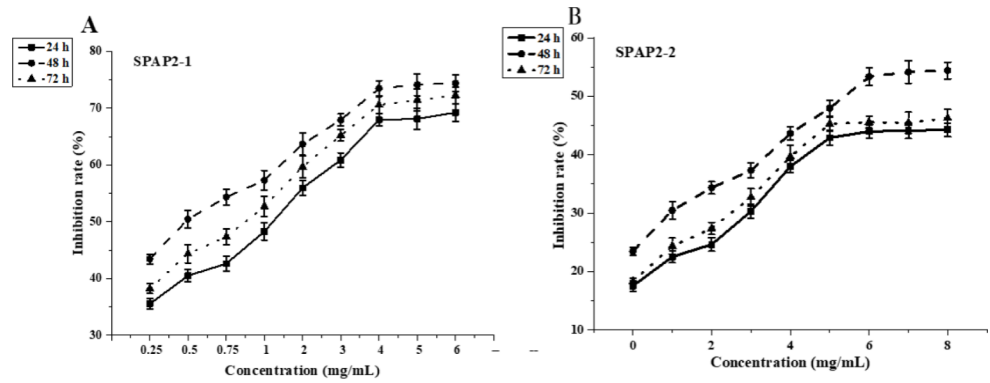 A
24 h
48 h
72 h
SPAP2-1
80
70
60
50
40
30
Inhibition rate (%)
0.25 0.5 0.75 1 2 3 4 5 6 -- --
Concentration (mg/mL)
B
24 h
48 h
72 h
SPAP2-2
60
50
40
30
20
10
Inhibition rate (%)
0 2 4 6 8
Concentration (mg/mL)